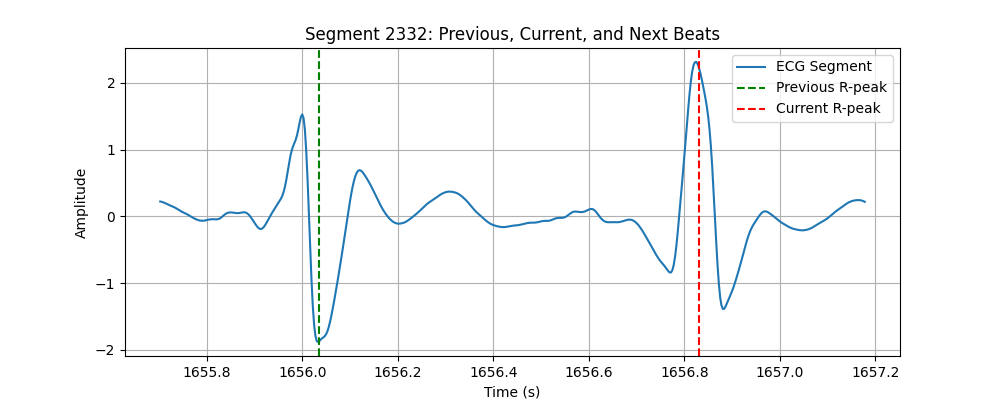 Segment 2332: Previous, Current, and Next Beats
ECG Segment
Previous R-peak
Current R-peak
Amplitude
2
1
0
−1
−2
1655.8 1656.0 1656.2 1656.4 1656.6 1656.8 1657.0 1657.2
Time (s)